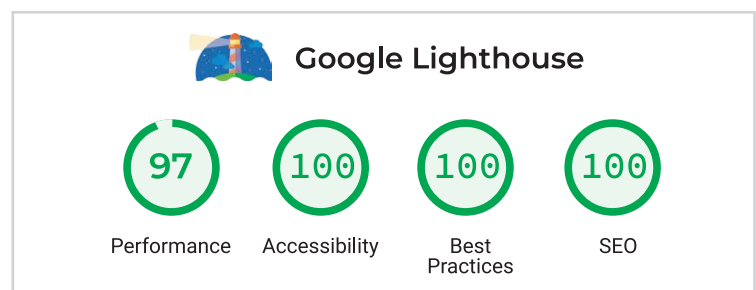 Google Lighthouse
97
100
100
100
Performance
Accessibility
Best
Practices
SEO